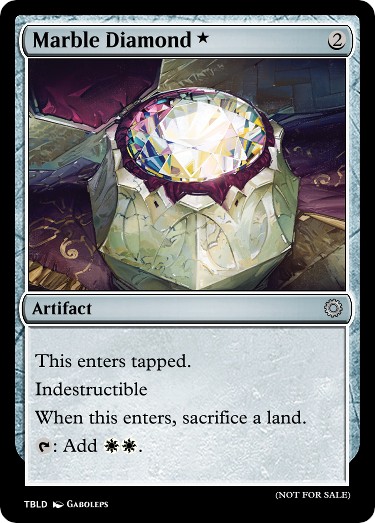 Marble Diamond ★ 2
Artifact
This enters tapped.
Indestructible
When this enters, sacrifice a land.
: Add .
TBLD GABOLEPS
(NOT FOR SALE)